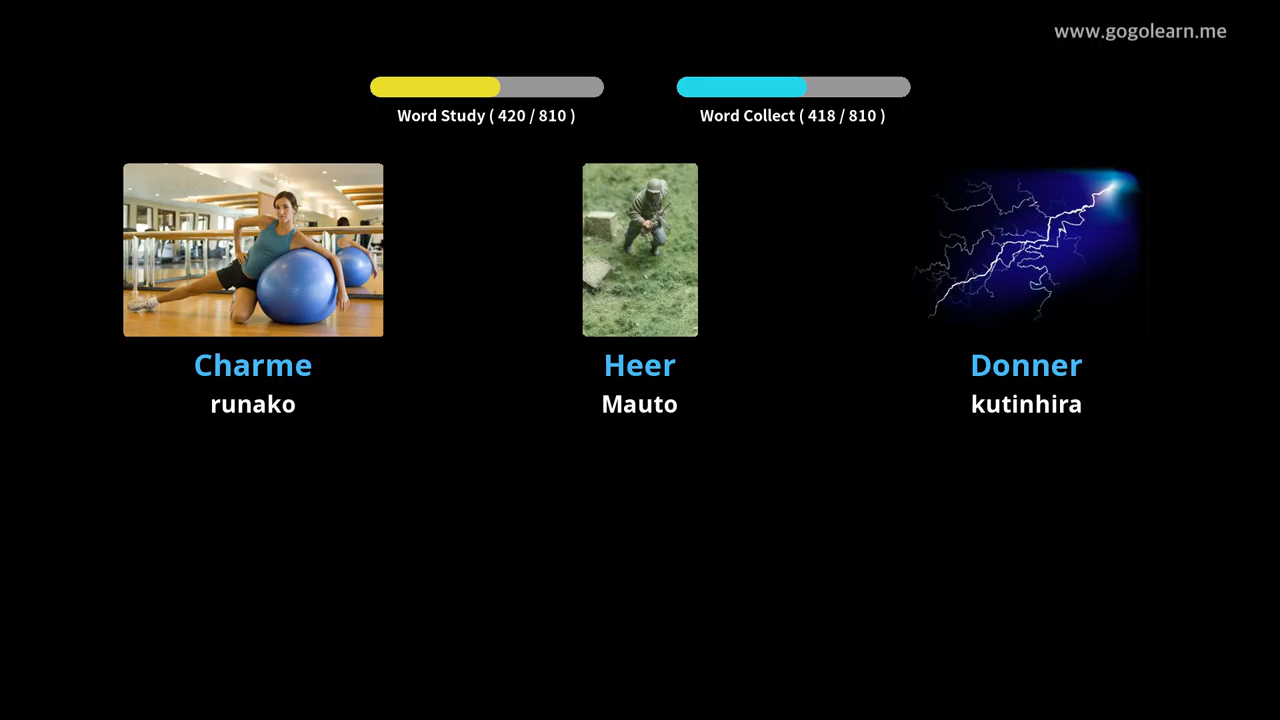 www.gogolearn.me
Word Study ( 420 / 810 )
Word Collect ( 418 / 810 )
Charme
runako
Heer
Mauto
Donner
kutinhira